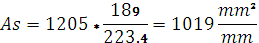 As = 1205 * 189/223.4 = 1019 mm²/mm